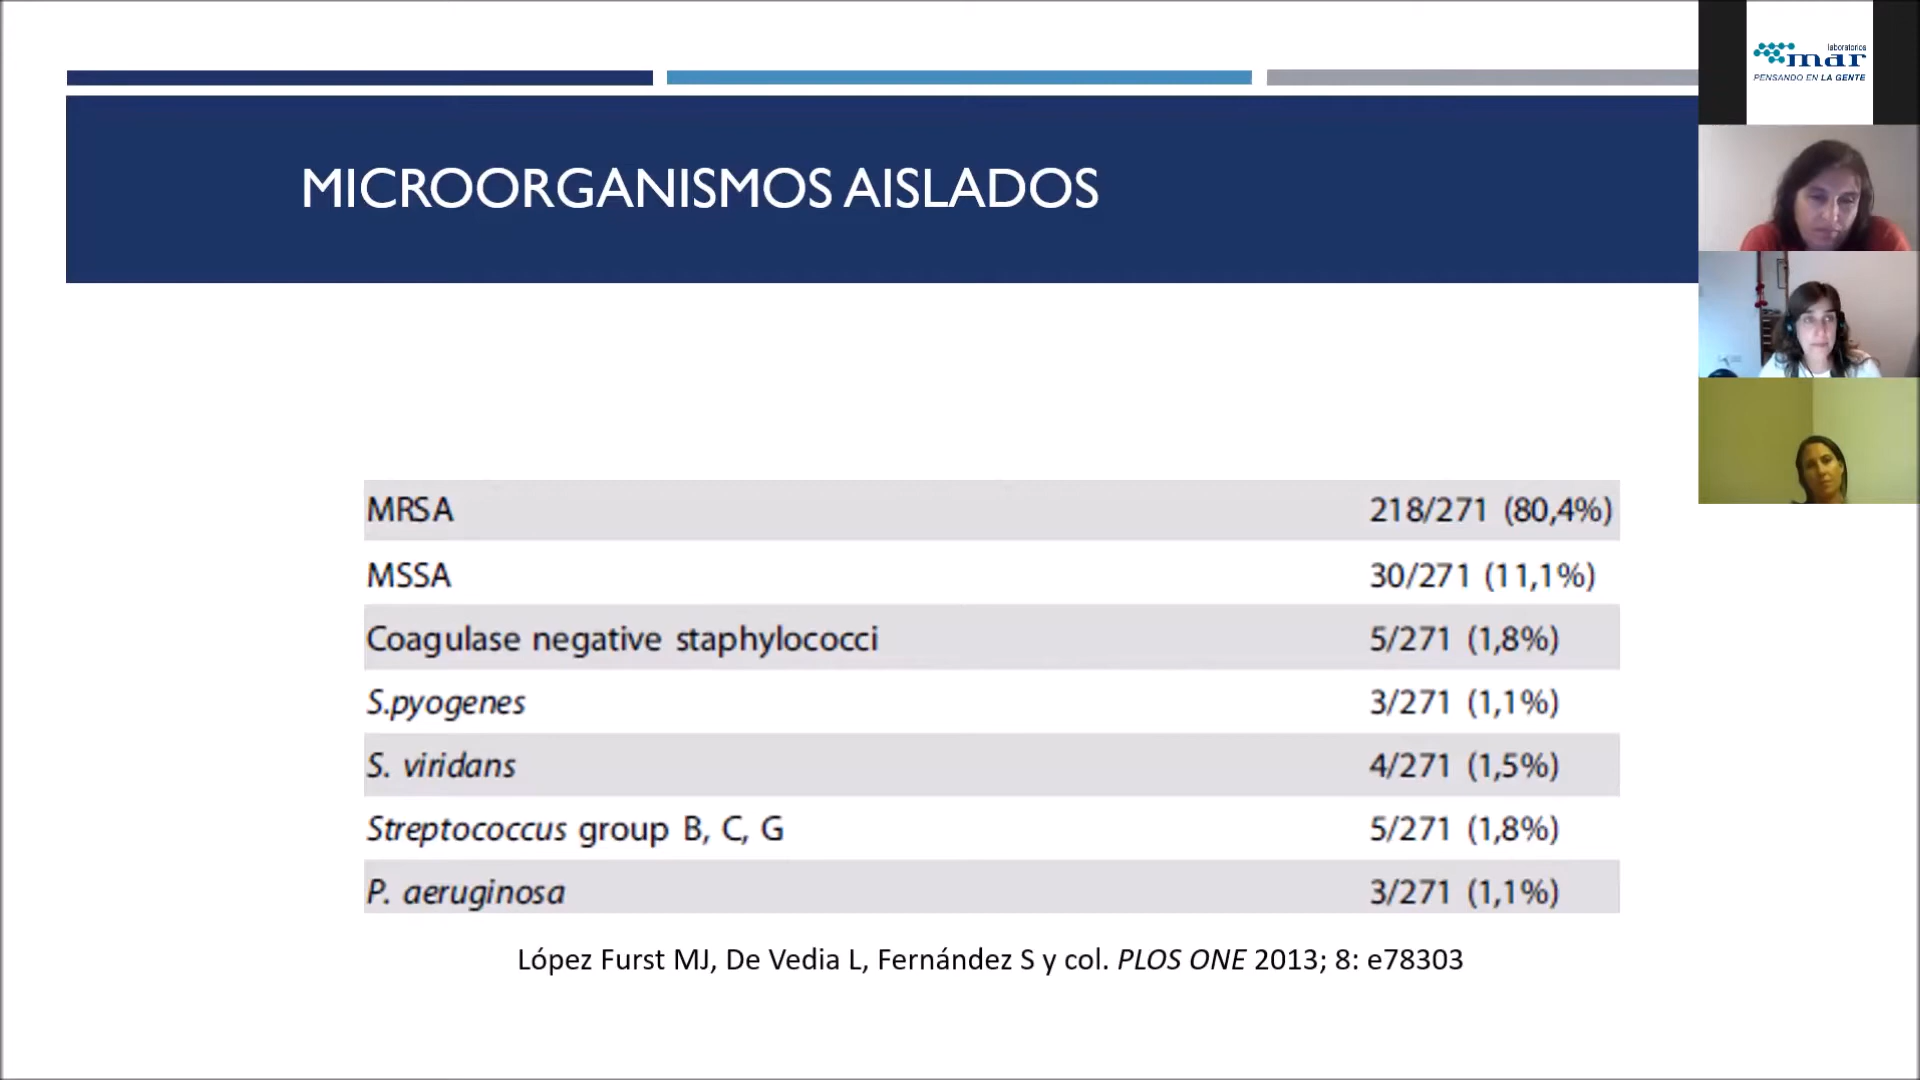 laboratorios
mar
PENSANDO EN LA GENTE
MICROORGANISMOS AISLADOS
MRSA 218/271 (80,4%)
MSSA 30/271 (11,1%)
Coagulase negative staphylococci 5/271 (1,8%)
S.pyogenes 3/271 (1,1%)
S. viridans 4/271 (1,5%)
Streptococcus group B, C, G 5/271 (1,8%)
P. aeruginosa 3/271 (1,1%)
López Furst MJ, De Vedia L, Fernández S y col. PLOS ONE 2013; 8: e78303